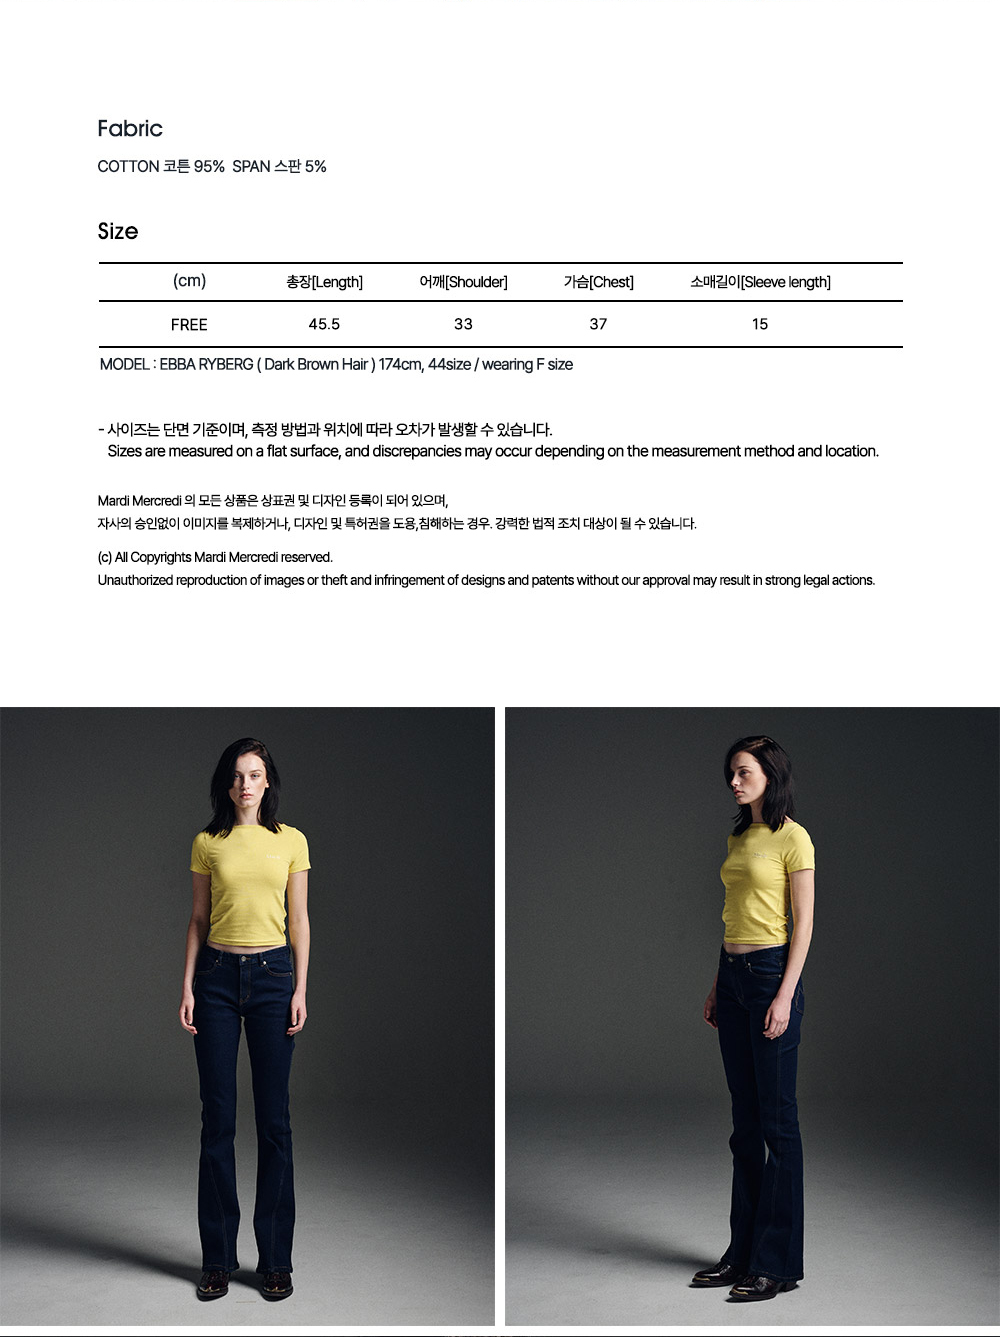 Fabric
COTTON 코튼 95% SPAN 스판 5%
Size
(cm) 총장[Length] 어깨[Shoulder] 가슴[Chest] 소매길이[Sleeve length]
FREE 45.5 33 37 15
MODEL : EBBA RYBERG ( Dark Brown Hair ) 174cm, 44size / wearing F size
- 사이즈는 단면 기준이며, 측정 방법과 위치에 따라 오차가 발생할 수 있습니다.
Sizes are measured on a flat surface, and discrepancies may occur depending on the measurement method and location.
Mardi Mercredi 의 모든 상품은 상표권 및 디자인 등록이 되어 있으며,
자사의 승인없이 이미지를 복제하거나, 디자인 및 특허권을 도용,침해하는 경우. 강력한 법적 조치 대상이 될 수 있습니다.
(c) All Copyrights Mardi Mercredi reserved.
Unauthorized reproduction of images or theft and infringement of designs and patents without our approval may result in strong legal actions.